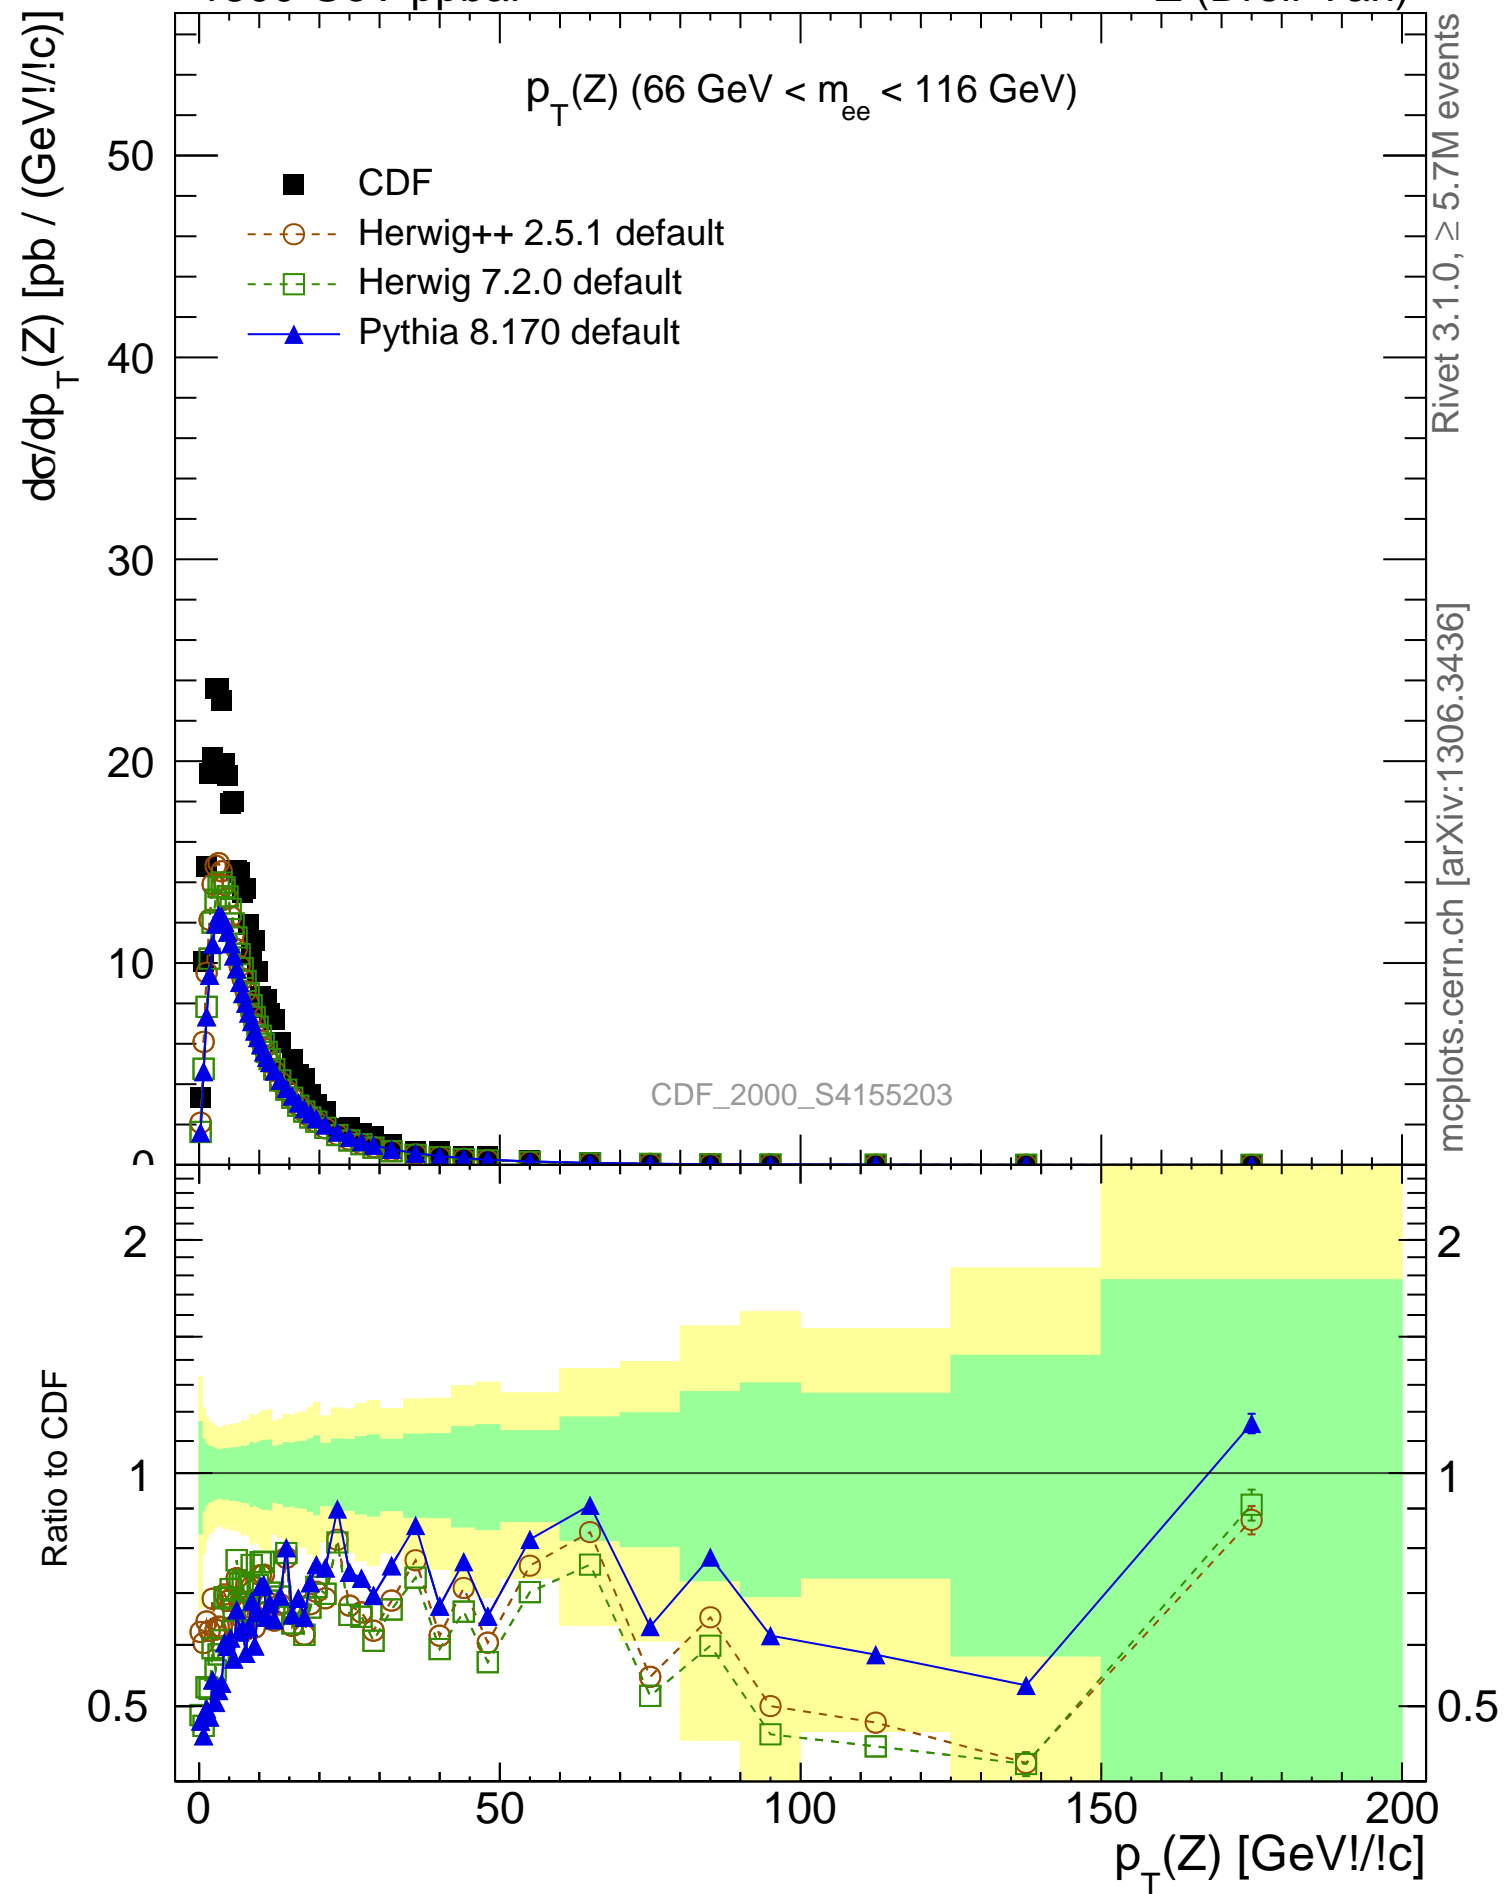 dσ/dp_T(Z) [pb / (GeV!/!c)]
p_T(Z) (66 GeV < m_ee < 116 GeV)
CDF
Herwig++ 2.5.1 default
Herwig 7.2.0 default
Pythia 8.170 default
50
40
30
20
10
0
CDF_2000_S4155203
Rivet 3.1.0, ≥ 5.7M events
mcplots.cern.ch [arXiv:1306.3436]
Ratio to CDF
2
1
0.5
2
1
0.5
0 50 100 150 200
p_T(Z) [GeV!/!c]